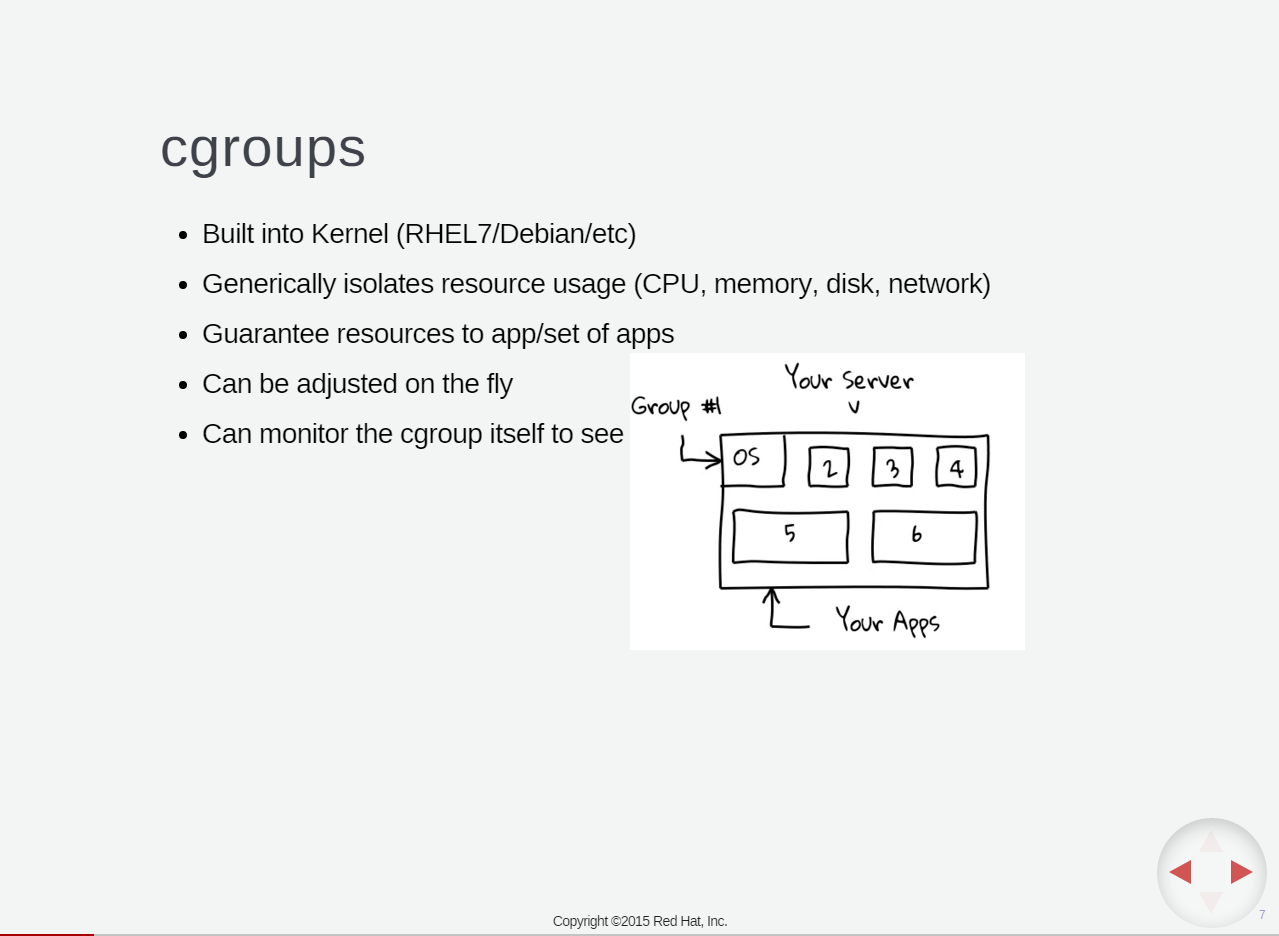 cgroups
Built into Kernel (RHEL7/Debian/etc)
Generically isolates resource usage (CPU, memory, disk, network)
Guarantee resources to app/set of apps
Can be adjusted on the fly
Can monitor the cgroup itself to see
Your Server
Group #1
OS
2
3
4
5
6
Your Apps
Copyright ©2015 Red Hat, Inc.
7